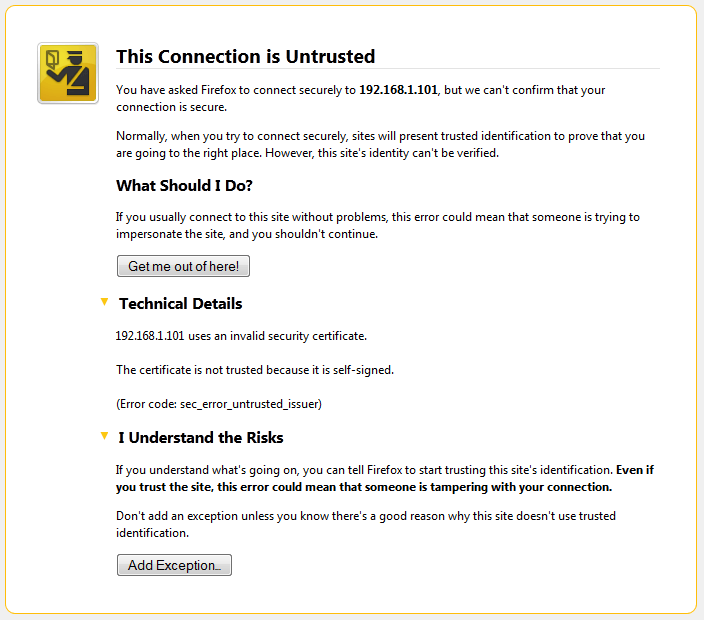 This Connection is Untrusted
You have asked Firefox to connect securely to 192.168.1.101, but we can't confirm that your
connection is secure.
Normally, when you try to connect securely, sites will present trusted identification to prove that you
are going to the right place. However, this site's identity can't be verified.
What Should I Do?
If you usually connect to this site without problems, this error could mean that someone is trying to
impersonate the site, and you shouldn't continue.
Get me out of here!
Technical Details
192.168.1.101 uses an invalid security certificate.
The certificate is not trusted because it is self-signed.
(Error code: sec_error_untrusted_issuer)
I Understand the Risks
If you understand what's going on, you can tell Firefox to start trusting this site's identification. Even if
you trust the site, this error could mean that someone is tampering with your connection.
Don't add an exception unless you know there's a good reason why this site doesn't use trusted
identification.
Add Exception...